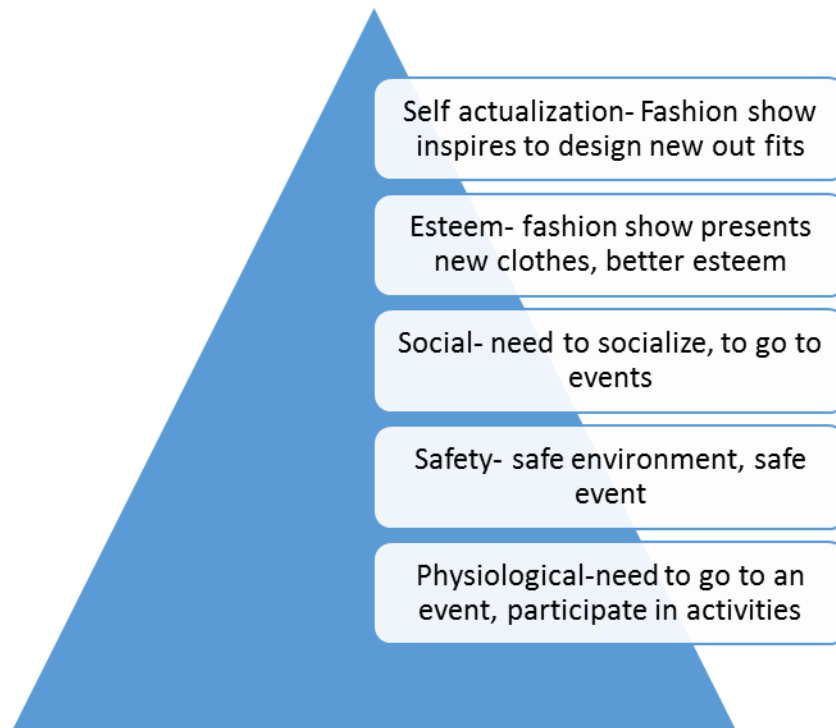 Self actualization- Fashion show
inspires to design new out fits
Esteem- fashion show presents
new clothes, better esteem
Social- need to socialize, to go to
events
Safety- safe environment, safe
event
Physiological-need to go to an
event, participate in activities